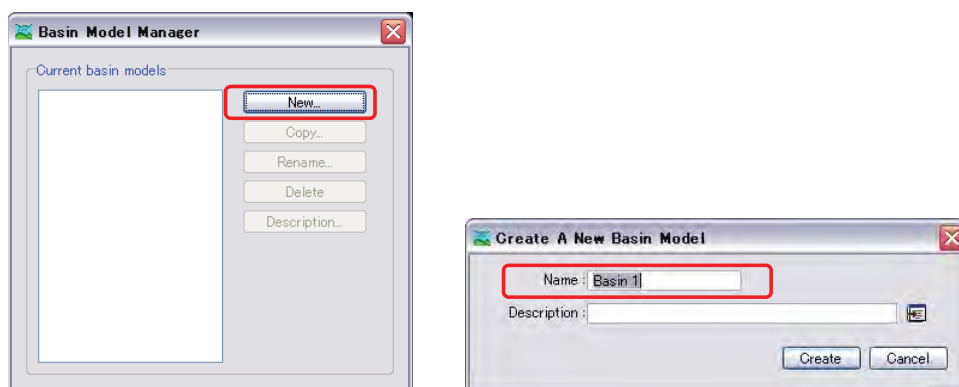 Basin Model Manager
Current basin models
New...
Copy...
Rename...
Delete
Description...
Create A New Basin Model
Name : Basin 1
Description :
Create Cancel